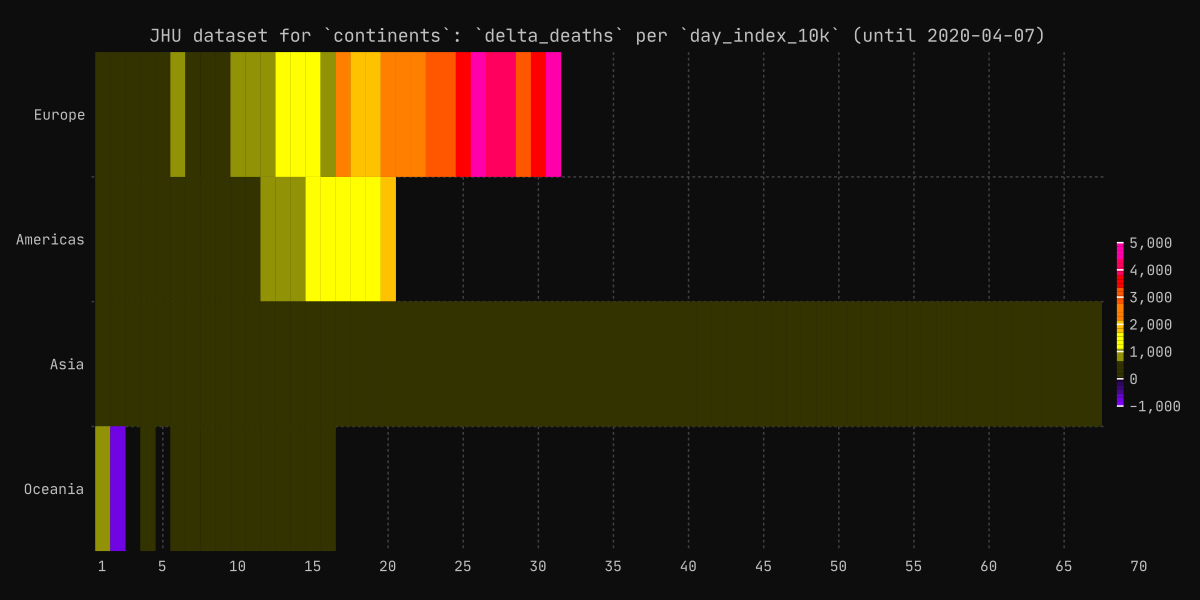 JHU dataset for `continents`: `delta_deaths` per `day_index_10k` (until 2020-04-07)
Europe
Americas
Asia
Oceania
5,000
4,000
3,000
2,000
1,000
0
-1,000
1 5 10 15 20 25 30 35 40 45 50 55 60 65 70